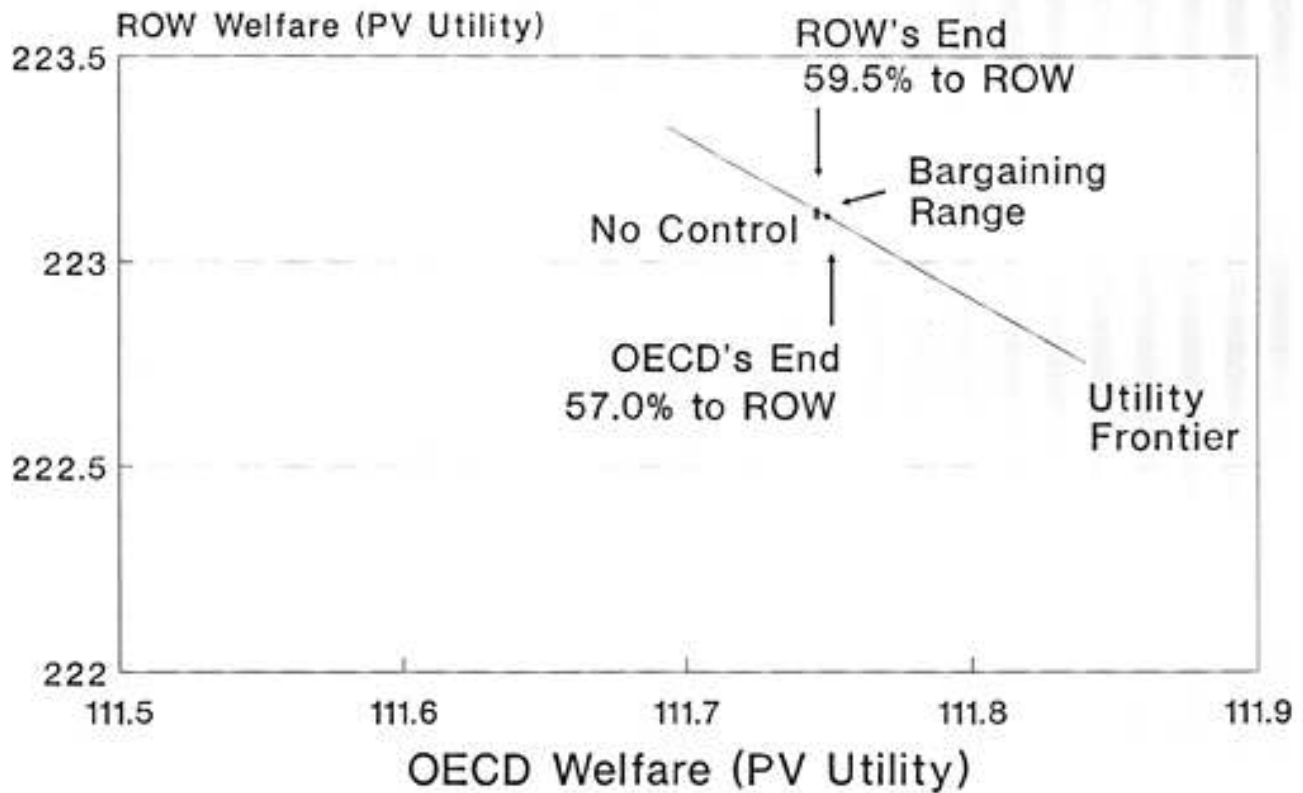 ROW Welfare (PV Utility)
223.5
ROW's End
59.5% to ROW
Bargaining
Range
No Control
223
OECD's End
57.0% to ROW
Utility
Frontier
222.5
222
111.5
111.6
111.7
111.8
111.9
OECD Welfare (PV Utility)